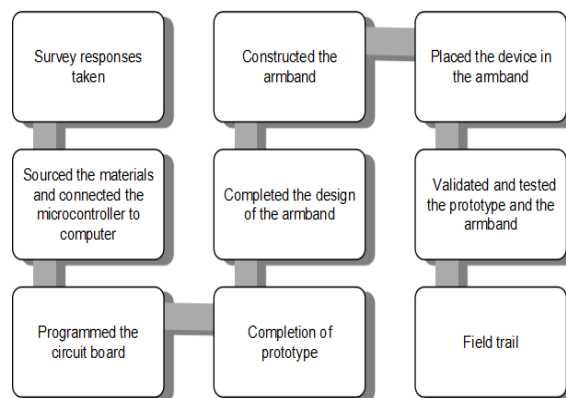 Survey responses
taken
Sourced the materials
and connected the
microcontroller to
computer
Programmed the
circuit board
Completion of
prototype
Completed the design
of the armband
Constructed the
armband
Placed the device in
the armband
Validated and tested
the prototype and the
armband
Field trail